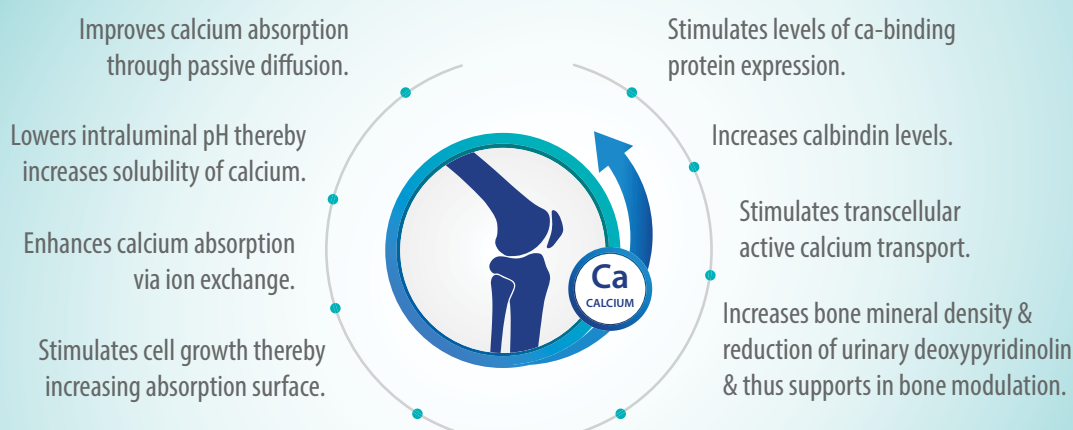 Improves calcium absorption
through passive diffusion.
Lowers intraluminal pH thereby
increases solubility of calcium.
Enhances calcium absorption
via ion exchange.
Stimulates cell growth thereby
increasing absorption surface.
Ca
CALCIUM
Stimulates levels of ca-binding
protein expression.
Increases calbindin levels.
Stimulates transcellular
active calcium transport.
Increases bone mineral density &
reduction of urinary deoxypyridinolin
& thus supports in bone modulation.